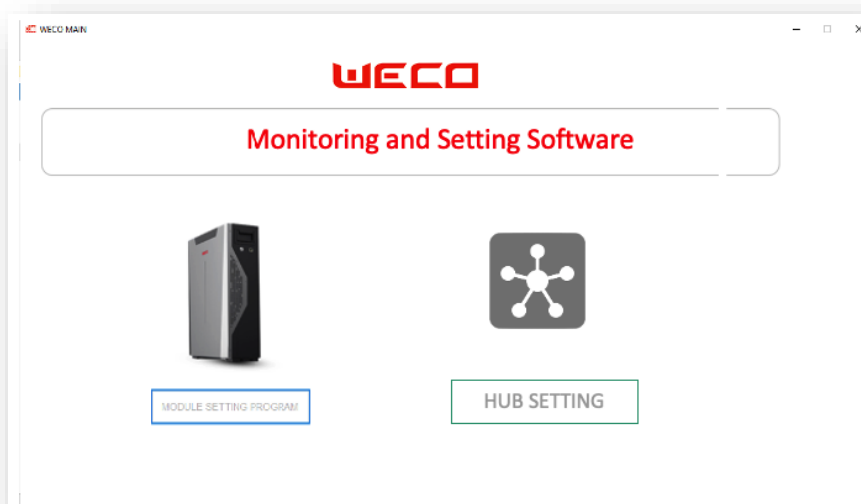 WECO MAIN
WECO
Monitoring and Setting Software
MODULE SETTING PROGRAM
HUB SETTING